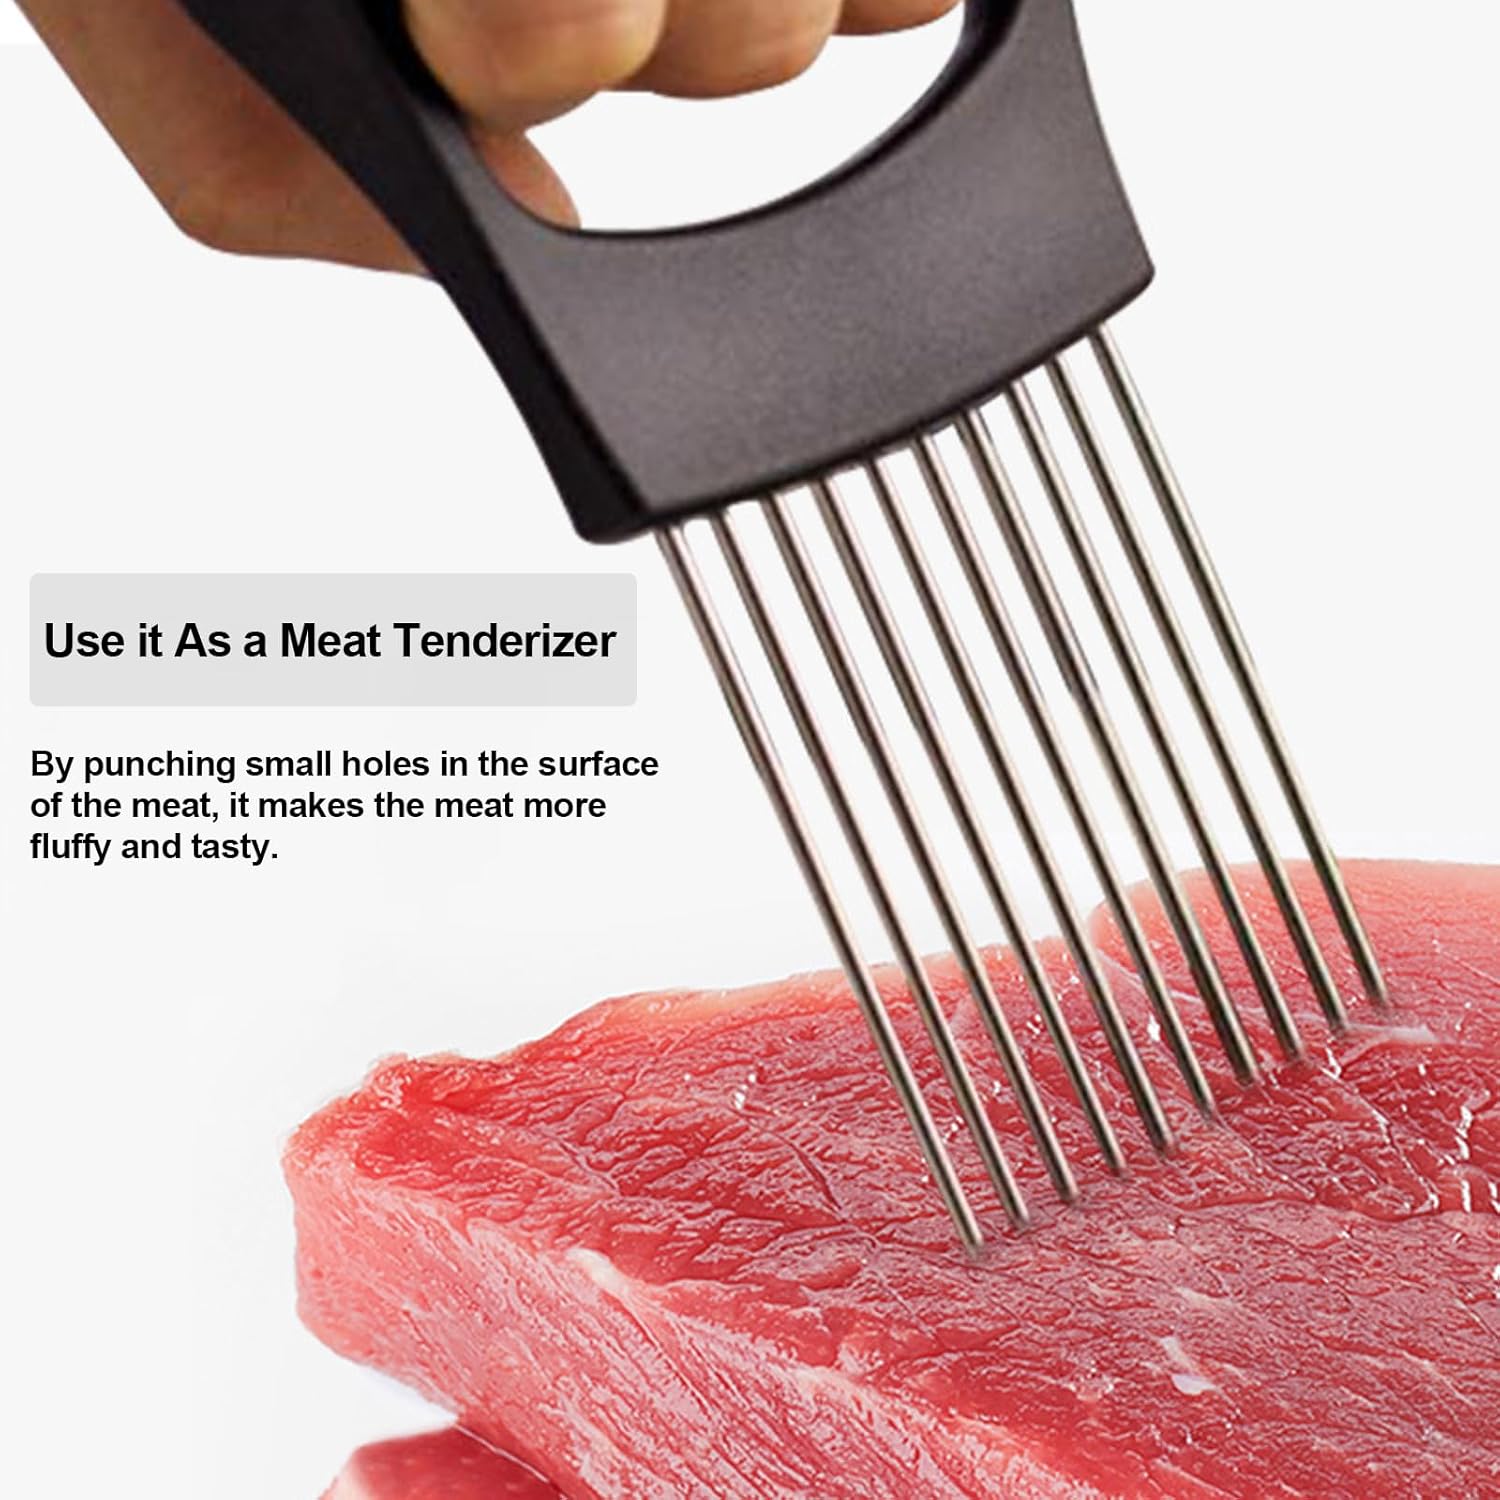 Use it As a Meat Tenderizer
By punching small holes in the surface
of the meat, it makes the meat more
fluffy and tasty.